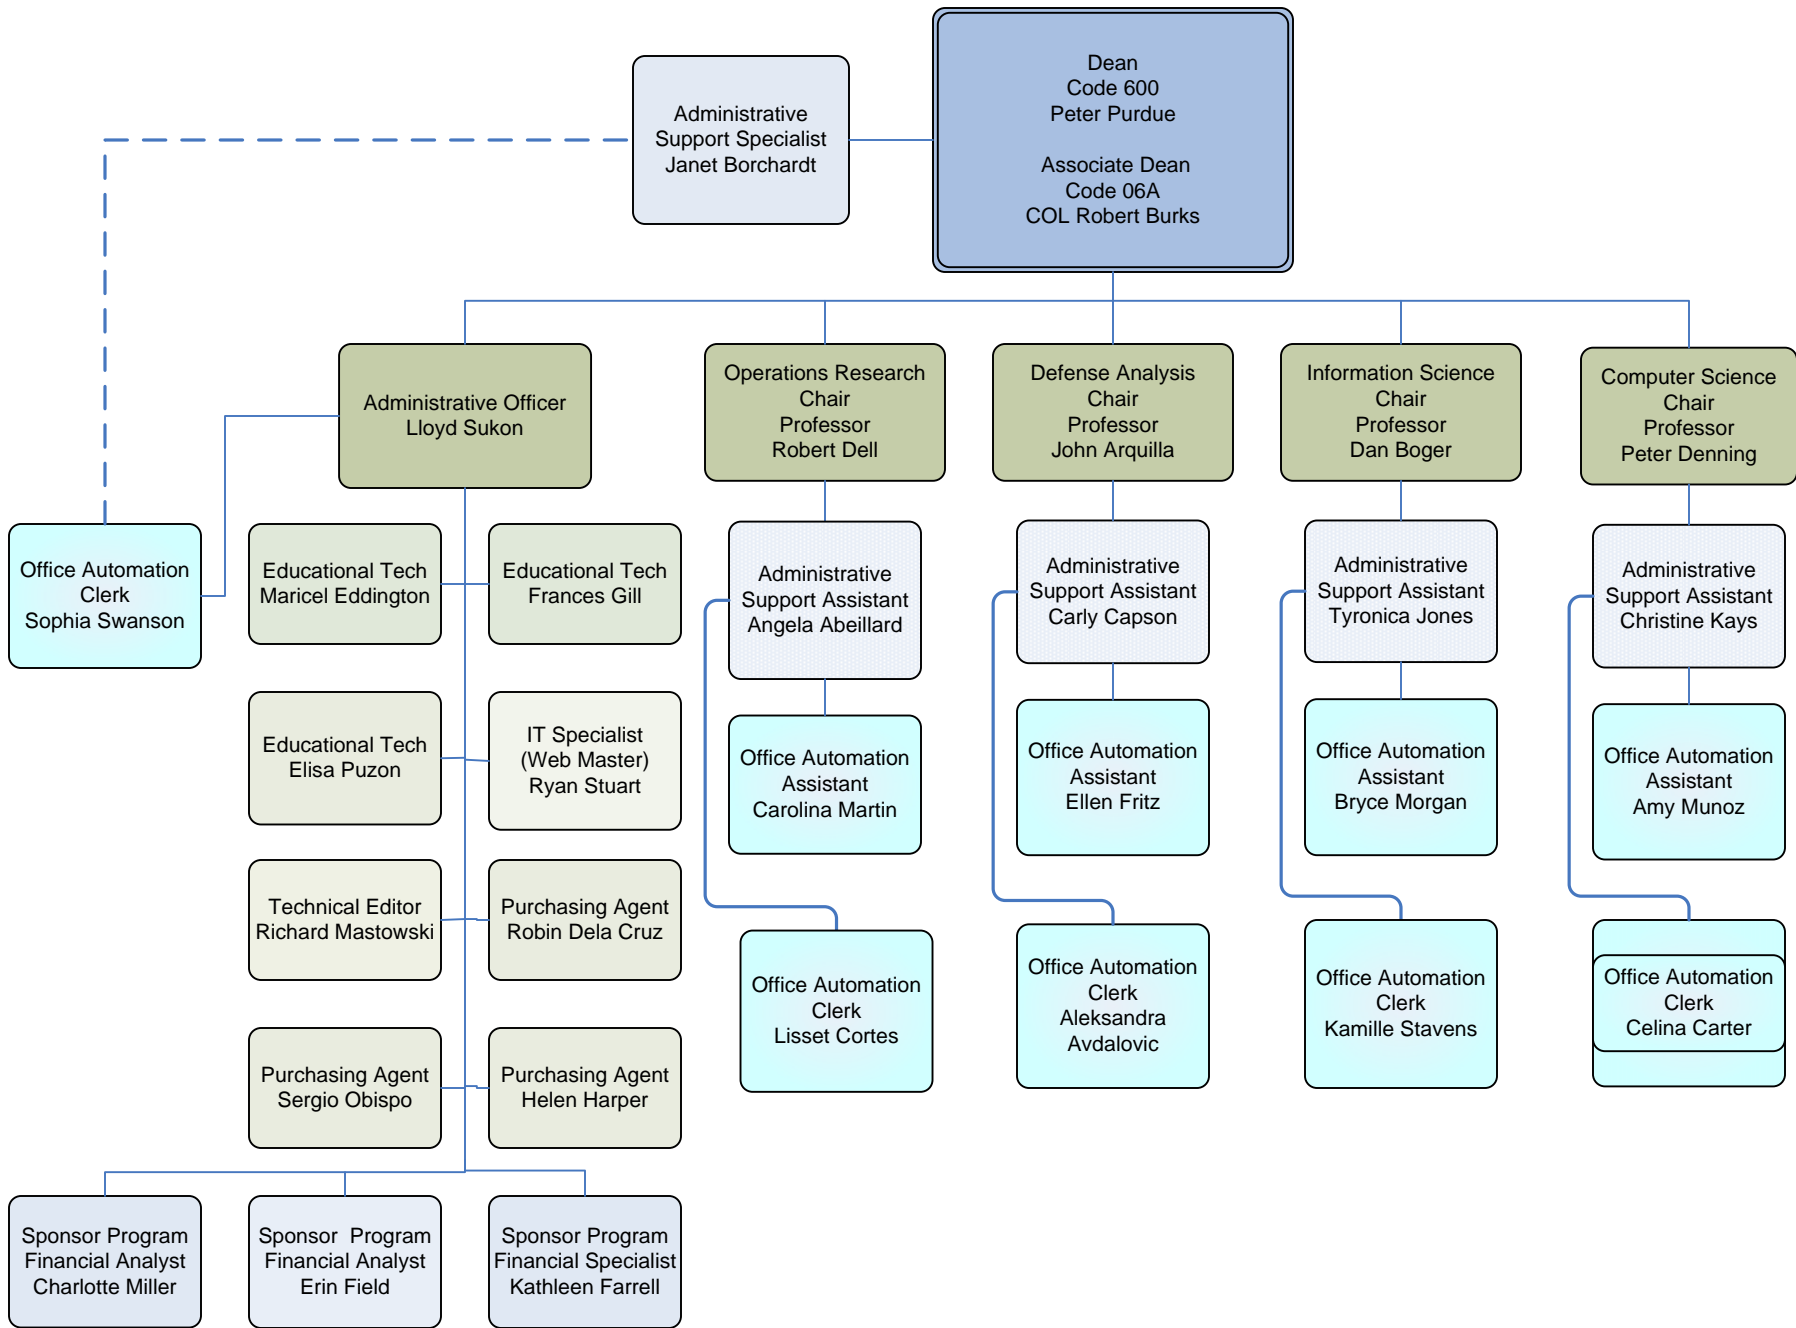 Dean
Code 600
Peter Purdue
Associate Dean
Code 06A
COL Robert Burks
Administrative
Support Specialist
Janet Borchardt
Administrative Officer
Lloyd Sukon
Operations Research
Chair
Professor
Robert Dell
Defense Analysis
Chair
Professor
John Arquilla
Information Science
Chair
Professor
Dan Boger
Computer Science
Chair
Professor
Peter Denning
Office Automation
Clerk
Sophia Swanson
Educational Tech
Maricel Eddington
Educational Tech
Frances Gill
Administrative
Support Assistant
Angela Abeillard
Administrative
Support Assistant
Carly Capson
Administrative
Support Assistant
Tyronica Jones
Administrative
Support Assistant
Christine Kays
Educational Tech
Elisa Puzon
IT Specialist
(Web Master)
Ryan Stuart
Office Automation
Assistant
Carolina Martin
Office Automation
Assistant
Ellen Fritz
Office Automation
Assistant
Bryce Morgan
Office Automation
Assistant
Amy Munoz
Technical Editor
Richard Mastowski
Purchasing Agent
Robin Dela Cruz
Office Automation
Clerk
Lisset Cortes
Office Automation
Clerk
Aleksandra
Avdalovic
Office Automation
Clerk
Kamille Stavens
Office Automation
Clerk
Celina Carter
Purchasing Agent
Sergio Obispo
Purchasing Agent
Helen Harper
Sponsor Program
Financial Analyst
Charlotte Miller
Sponsor  Program
Financial Analyst
Erin Field
Sponsor Program
Financial Specialist
Kathleen Farrell